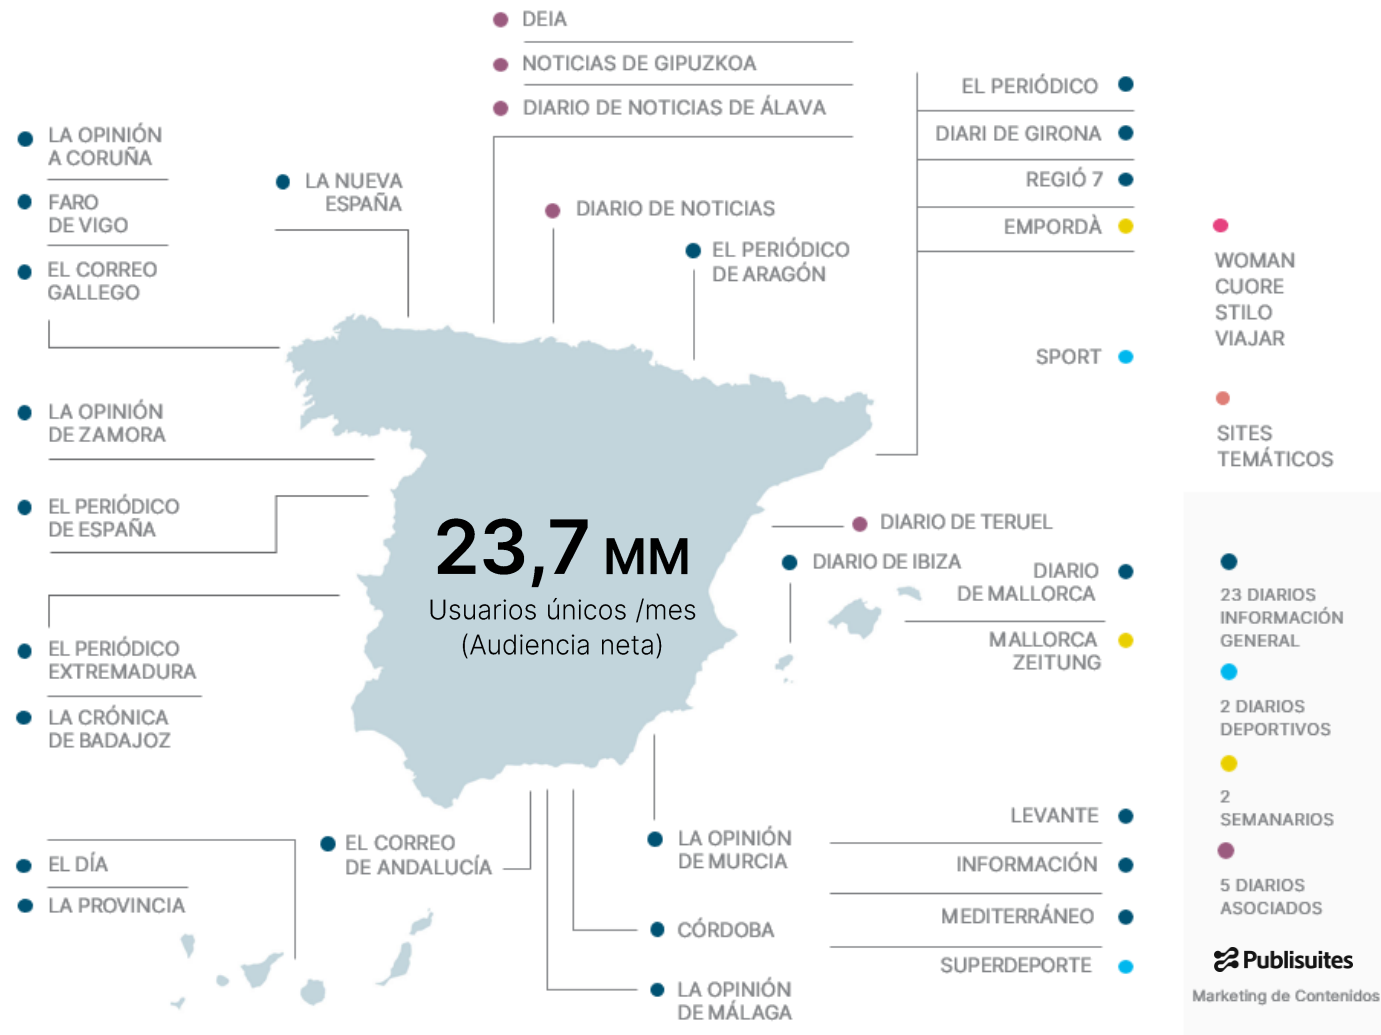 DEIA
NOTICIAS DE GIPUZKOA
DIARIO DE NOTICIAS DE ÁLAVA
LA OPINIÓN
A CORUÑA
FARO
DE VIGO
EL CORREO
GALLEGO
LA NUEVA
ESPAÑA
DIARIO DE NOTICIAS
EL PERIÓDICO
DE ARAGÓN
EL PERIÓDICO
DIARI DE GIRONA
REGIÓ 7
EMPORDÀ
SPORT
WOMAN
CUORE
STILO
VIAJAR
SITES
TEMÁTICOS
LA OPINIÓN
DE ZAMORA
EL PERIÓDICO
DE ESPAÑA
EL PERIÓDICO
EXTREMADURA
LA CRÓNICA
DE BADAJOZ
23,7 MM
Usuarios únicos /mes
(Audiencia neta)
DIARIO DE TERUEL
DIARIO DE IBIZA
DIARIO
DE MALLORCA
MALLORCA
ZEITUNG
EL DÍA
LA PROVINCIA
EL CORREO
DE ANDALUCÍA
LA OPINIÓN
DE MURCIA
CÓRDOBA
LA OPINIÓN
DE MÁLAGA
LEVANTE
INFORMACIÓN
MEDITERRÁNEO
SUPERDEPORTE
23 DIARIOS
INFORMACIÓN
GENERAL
2 DIARIOS
DEPORTIVOS
2
SEMANARIOS
5 DIARIOS
ASOCIADOS
Publisuites
Marketing de Contenidos